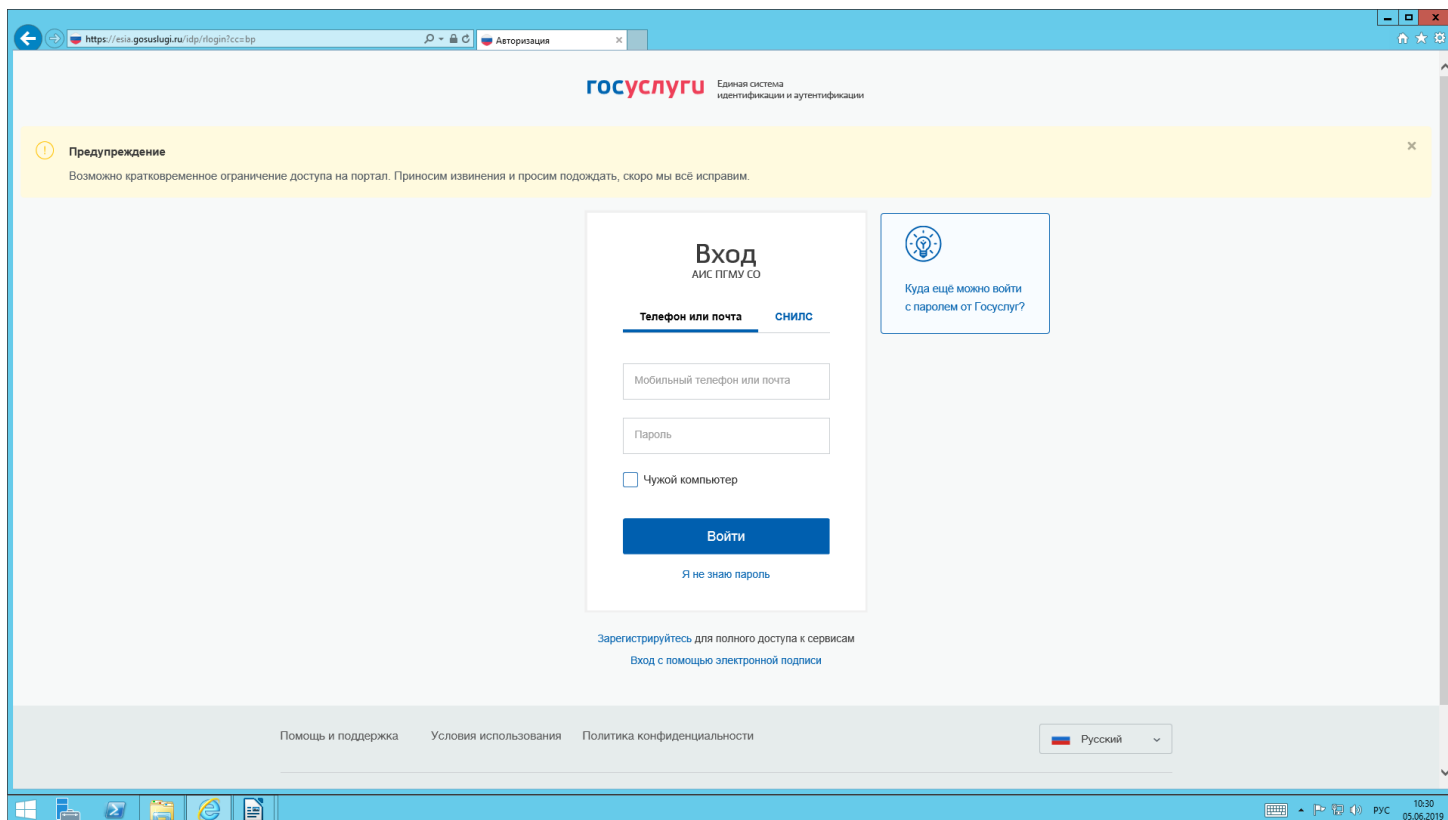 https://esia.gosuslugi.ru/idp/rlogin?cc=bp
Авторизация
госуслуги
Единая система
идентификации и аутентификации
Предупреждение
Возможно кратковременное ограничение доступа на портал. Приносим извинения и просим подождать, скоро мы всё исправим.
Вход
АИС ПГМУ СО
Телефон или почта СНИЛС
Мобильный телефон или почта
Пароль
Чужой компьютер
Войти
Я не знаю пароль
Куда ещё можно войти
с паролем от Госуслуг?
Зарегистрируйтесь для полного доступа к сервисам
Вход с помощью электронной подписи
Помощь и поддержка Условия использования Политика конфиденциальности
Русский
РУС
10:30
05.06.2019